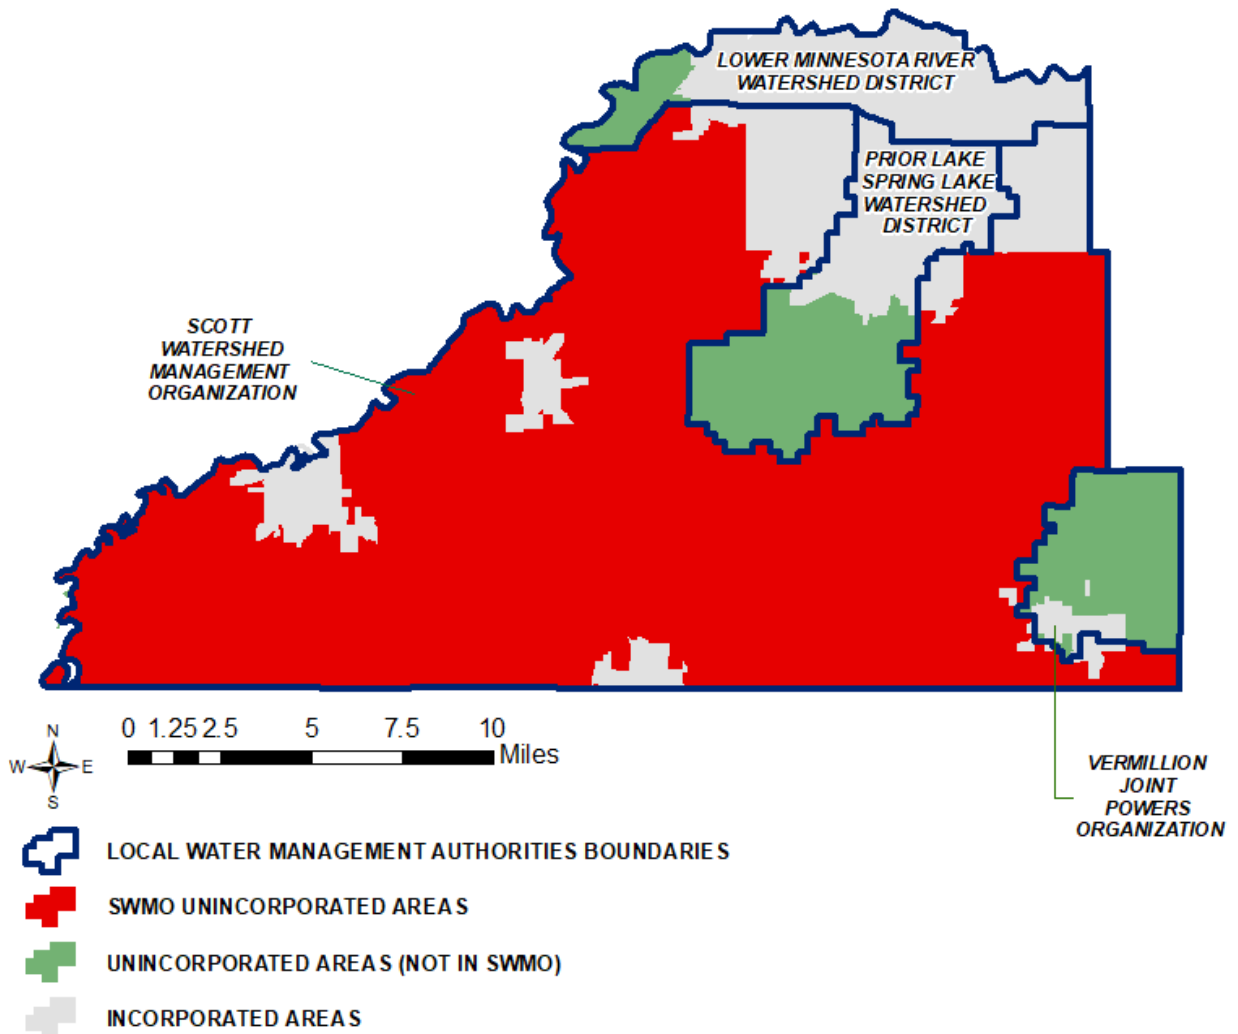 LOWER MINNESOTA RIVER
WATERSHED DISTRICT
PRIOR LAKE
SPRING LAKE
WATERSHED
DISTRICT
SCOTT
WATERSHED
MANAGEMENT
ORGANIZATION
0 1.25 2.5 5 7.5 10
Miles
N
W E
S
VERMILLION
JOINT
POWERS
ORGANIZATION
LOCAL WATER MANAGEMENT AUTHORITIES BOUNDARIES
SWMO UNINCORPORATED AREAS
UNINCORPORATED AREAS (NOT IN SWMO)
INCORPORATED AREAS